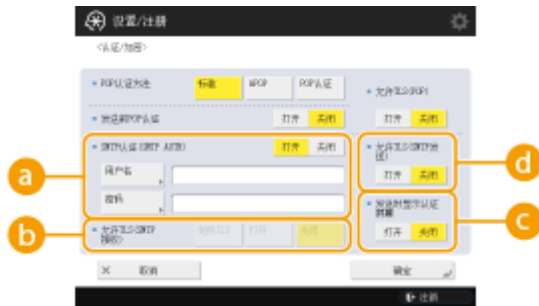 设置/注册
<认证/加密>
POP认证方法
标准
APOP
POP认证
允许TLS(POP)
打开
关闭
发送前POP认证
打开
关闭
a
SMTP认证(SMTP AUTH)
打开
关闭
用户名
密码
允许TLS(SMTP发
送)
打开
关闭
d
b
允许TLS(SMTP
接收)
始终TLS
打开
关闭
发送时显示认证
屏幕
打开
关闭
c
取消
确定
注销